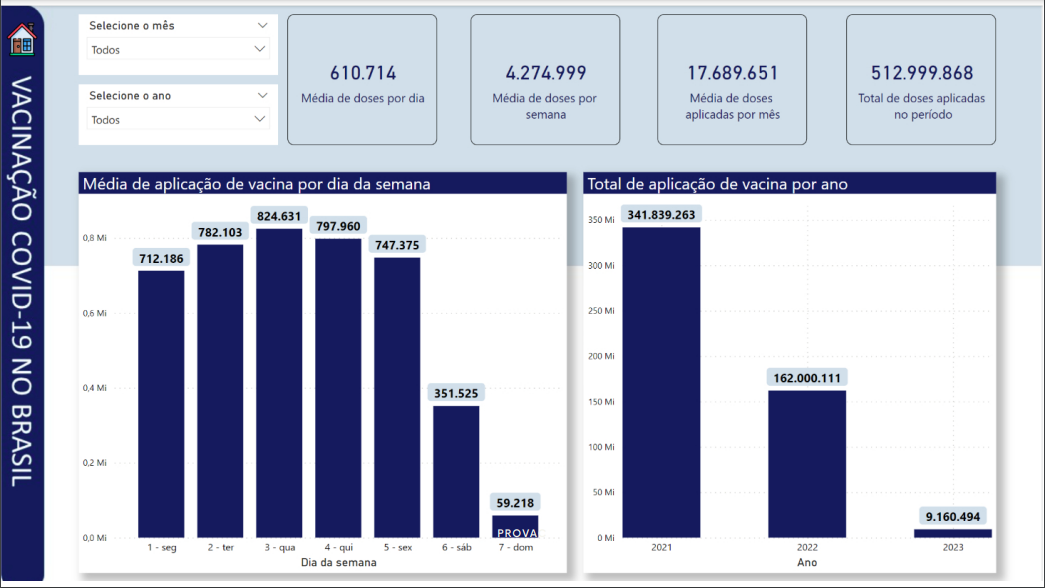 VACINAÇÃO COVID-19 NO BRASIL
Selecione o mês
Todos
Selecione o ano
Todos
610.714
Média de doses por dia
4.274.999
Média de doses por
semana
17.689.651
Média de doses
aplicadas por mês
512.999.868
Total de doses aplicadas
no período
Média de aplicação de vacina por dia da semana
0,8 Mi
0,6 Mi
0,4 Mi
0,2 Mi
0,0 Mi
712.186
782.103
824.631
797.960
747.375
351.525
59.218
PROVA
1 - seg
2 - ter
3 - qua
4 - qui
5 - sex
6 - sáb
7 - dom
Dia da semana
Total de aplicação de vacina por ano
350 Mi
300 Mi
250 Mi
200 Mi
150 Mi
100 Mi
50 Mi
0 Mi
341.839.263
162.000.111
9.160.494
2021
2022
2023
Ano